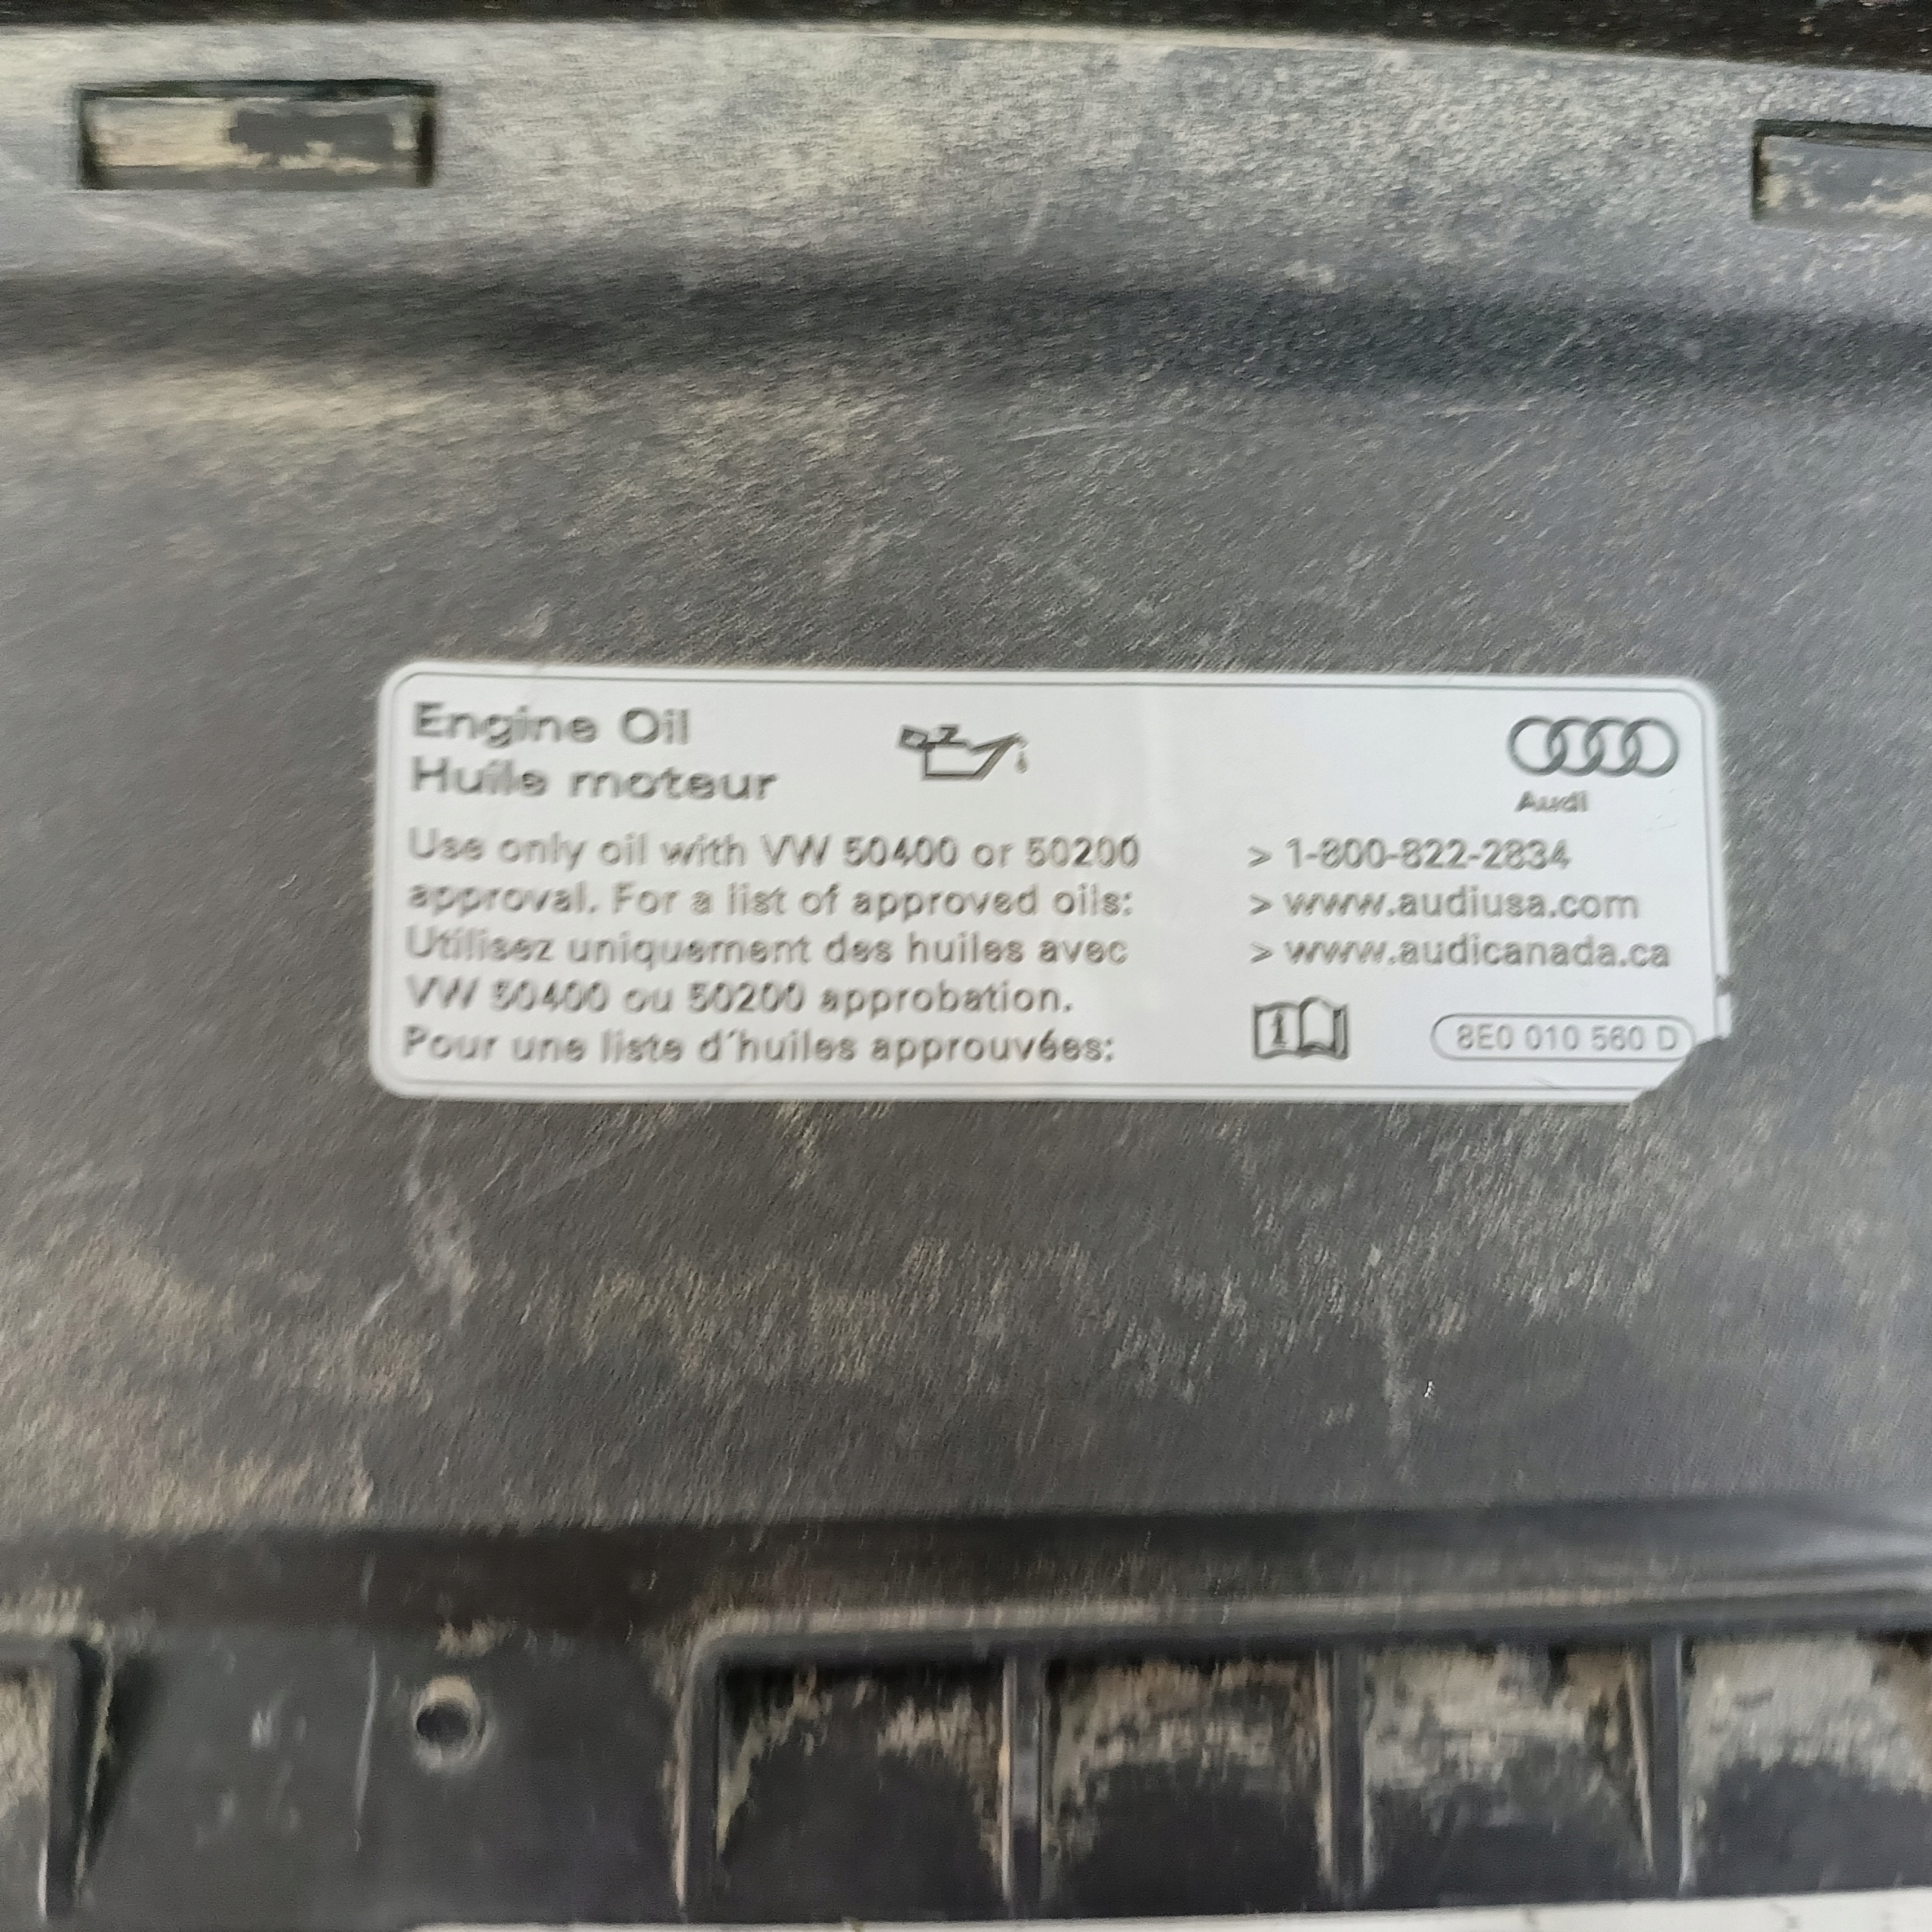 Engine Oil
Huile moteur
Audi
Use only oil with VW 50400 or 50200
approval. For a list of approved oils:
Utilisez uniquement des huiles avec
VW 50400 ou 50200 approbation.
Pour une liste d'huiles approuvées:
> 1-800-822-2834
> www.audiusa.com
> www.audicanada.ca
8E0 010 560 D